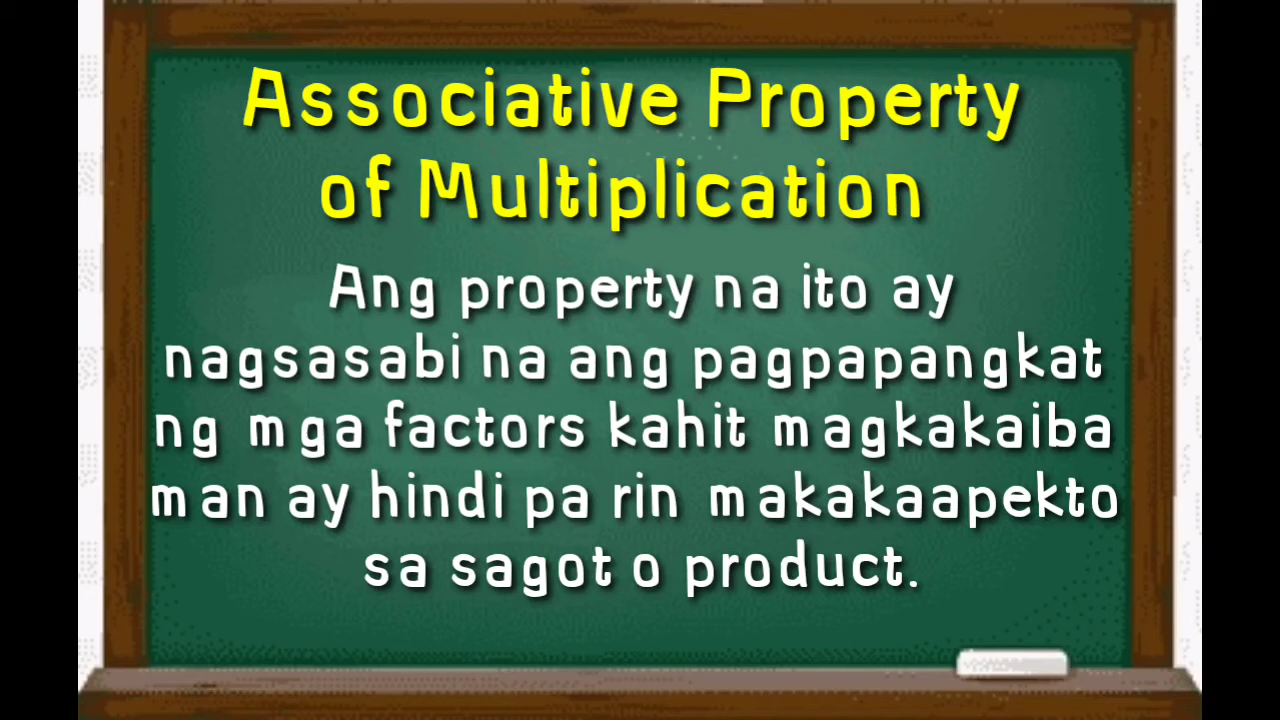 Associative Property
of Multiplication
Ang property na ito ay
nagsasabi na ang pagpapangkat
ng mga factors kahit magkakaiba
man ay hindi pa rin makakaapekto
sa sagot o product.